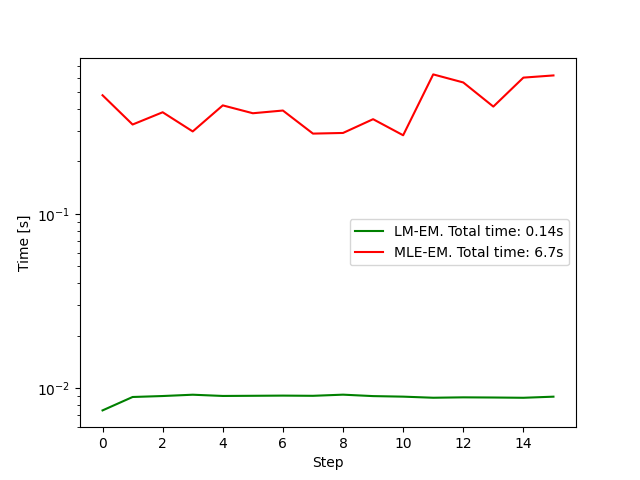 10⁻¹
10⁻²
Time [s]
LM-EM. Total time: 0.14s
MLE-EM. Total time: 6.7s
0 2 4 6 8 10 12 14
Step